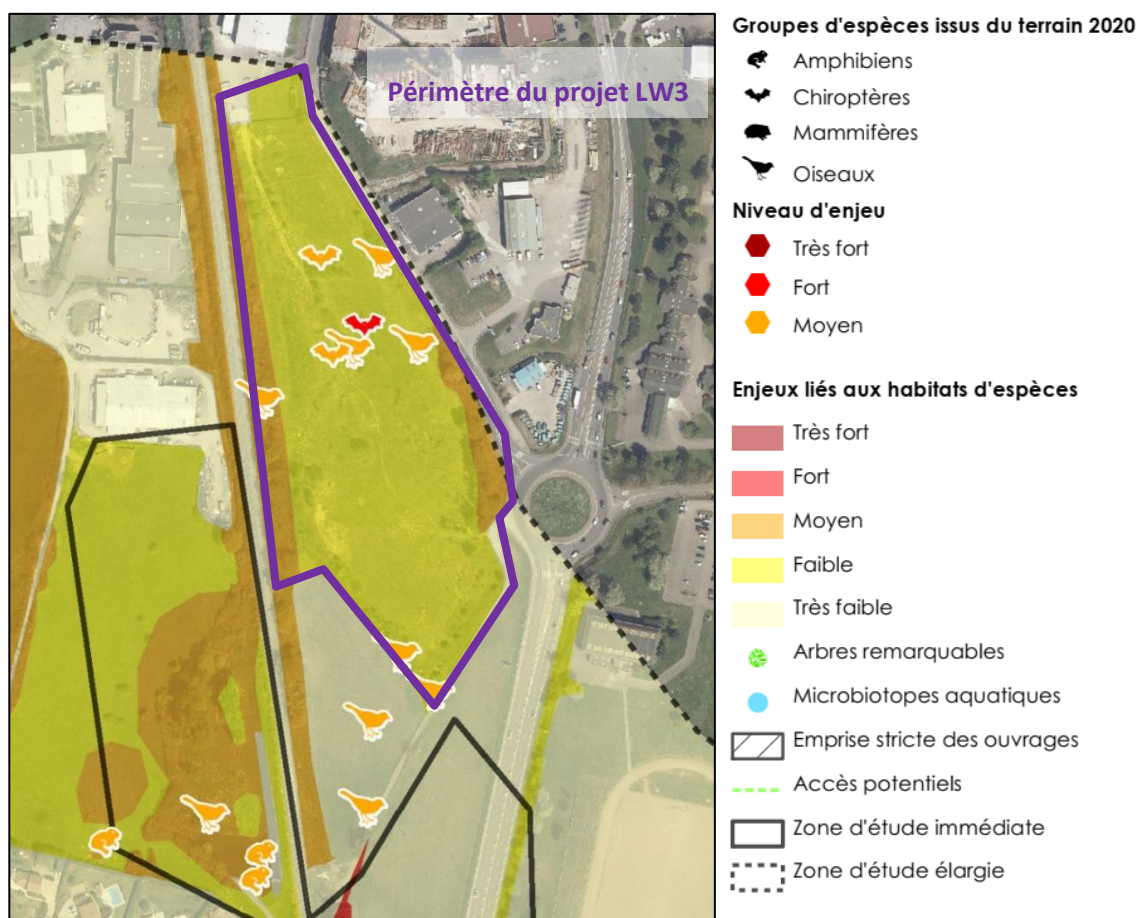 Périmètre du projet LW3
Groupes d'espèces issus du terrain 2020
Amphibiens
Chiroptères
Mammifères
Oiseaux
Niveau d'enjeu
Très fort
Fort
Moyen
Enjeux liés aux habitats d'espèces
Très fort
Fort
Moyen
Faible
Très faible
Arbres remarquables
Microbiotopes aquatiques
Emprise stricte des ouvrages
Accès potentiels
Zone d'étude immédiate
Zone d'étude élargie